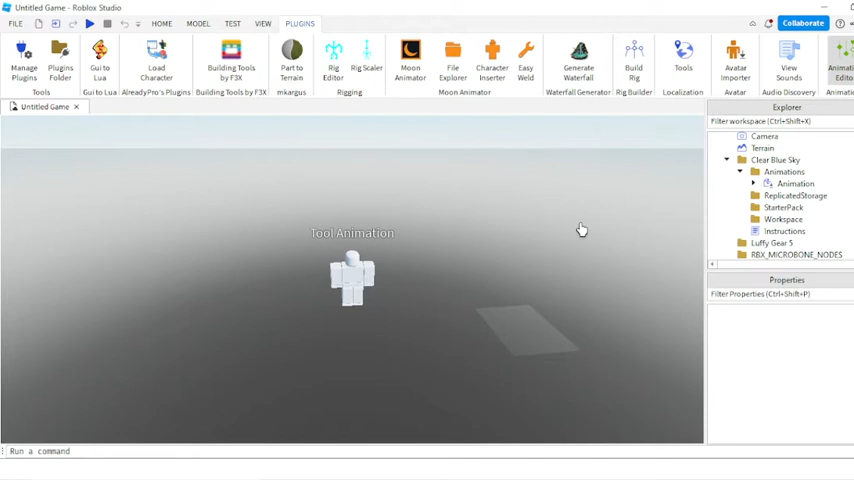 Untitled Game - Roblox Studio
FILE HOME MODEL TEST VIEW PLUGINS Collaborate
Manage Plugins Gui to Load Building Tools Part to Rig Rig Scaler Moon File Character Easy Generate Build Tools Avatar View Animati
Plugins Folder Lua Character by F3X Terrain Editor Animator Explorer Inserter Weld Waterfall Rig Importer Sounds Edito
Tools Gui to Lua AlreadyPro's Plugins Building Tools by F3X mkargus Rigging Moon Animator Waterfall Generator Rig Builder Localization Avatar Audio Discovery Animatio
Untitled Game
Explorer
Filter workspace (Ctrl+Shift+X)
Camera
Terrain
Clear Blue Sky
Animations
Animation
ReplicatedStorage
StarterPack
Workspace
Instructions
Luffy Gear 5
RBX_MICROBONE_NODES
Tool Animation
Properties
Filter Properties (Ctrl+Shift+P)
Run a command